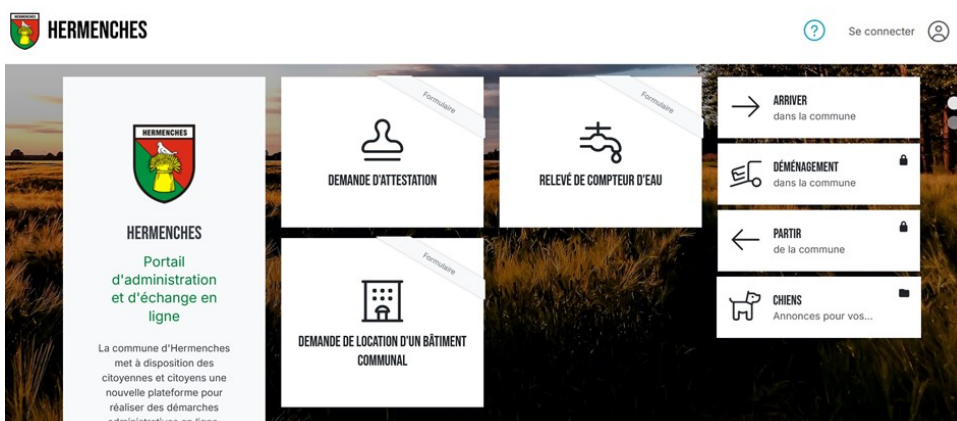 HERMENCHES
Se connecter
HERMENCHES
HERMENCHES
Portail
d'administration
et d'échange en
ligne
La commune d'Hermenches
met à disposition des
citoyennes et citoyens une
nouvelle plateforme pour
réaliser des démarches
administratives en ligne
Formulaire
DEMANDE D'ATTESTATION
Formulaire
RELEVÉ DE COMPTEUR D'EAU
Formulaire
DEMANDE DE LOCATION D'UN BÂTIMENT
COMMUNAL
ARRIVER
dans la commune
DÉMÉNAGEMENT
dans la commune
PARTIR
de la commune
CHIENS
Annonces pour vos...